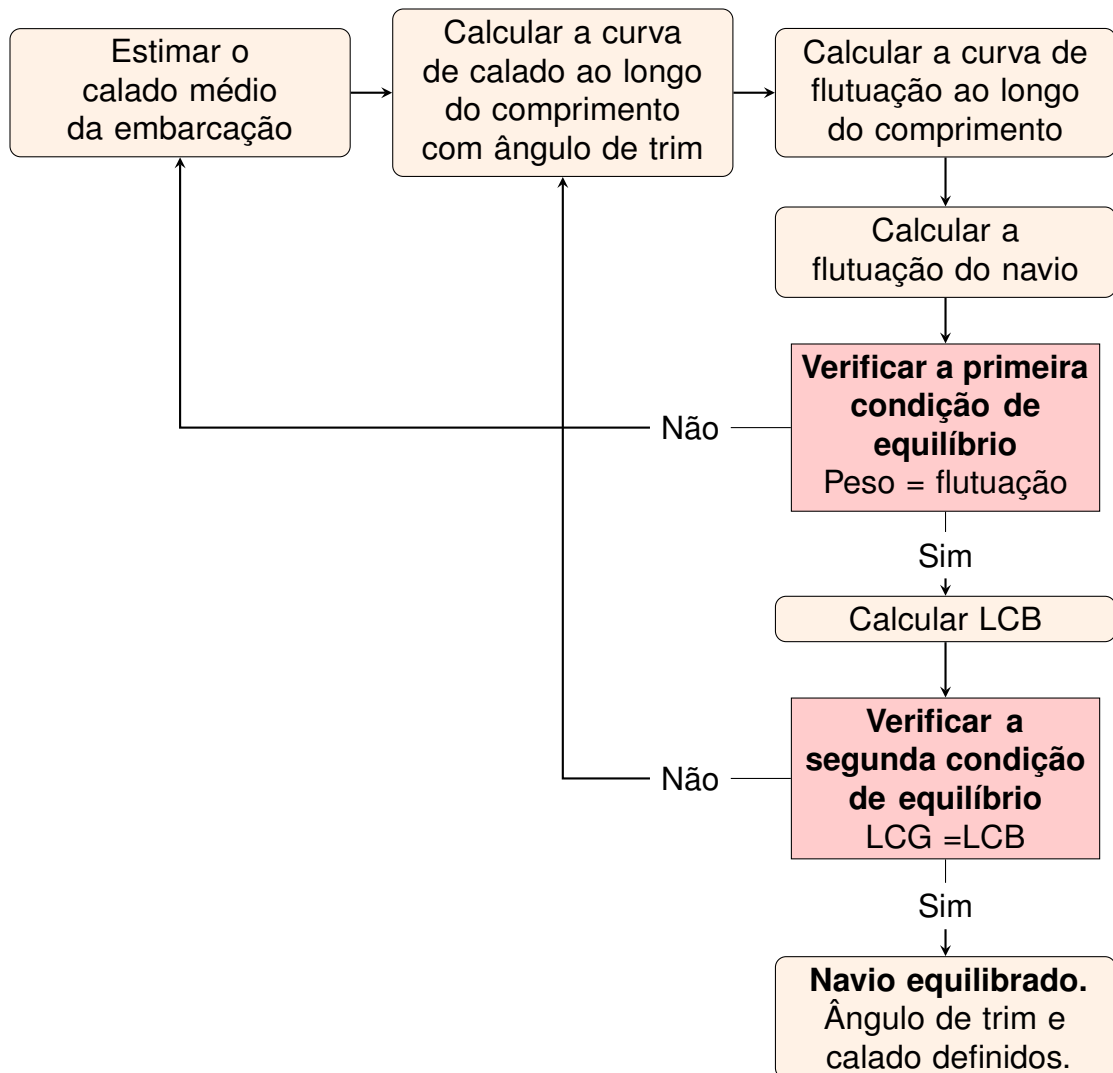 Estimar o
calado médio
da embarcação
Calcular a curva
de calado ao longo
do comprimento
com ângulo de trim
Calcular a curva de
flutuação ao longo
do comprimento
Calcular a
flutuação do navio
Verificar a primeira
condição de
equilíbrio
Peso = flutuação
Não
Sim
Calcular LCB
Verificar a
segunda condição
de equilíbrio
LCG =LCB
Não
Sim
Navio equilibrado.
Ângulo de trim e
calado definidos.